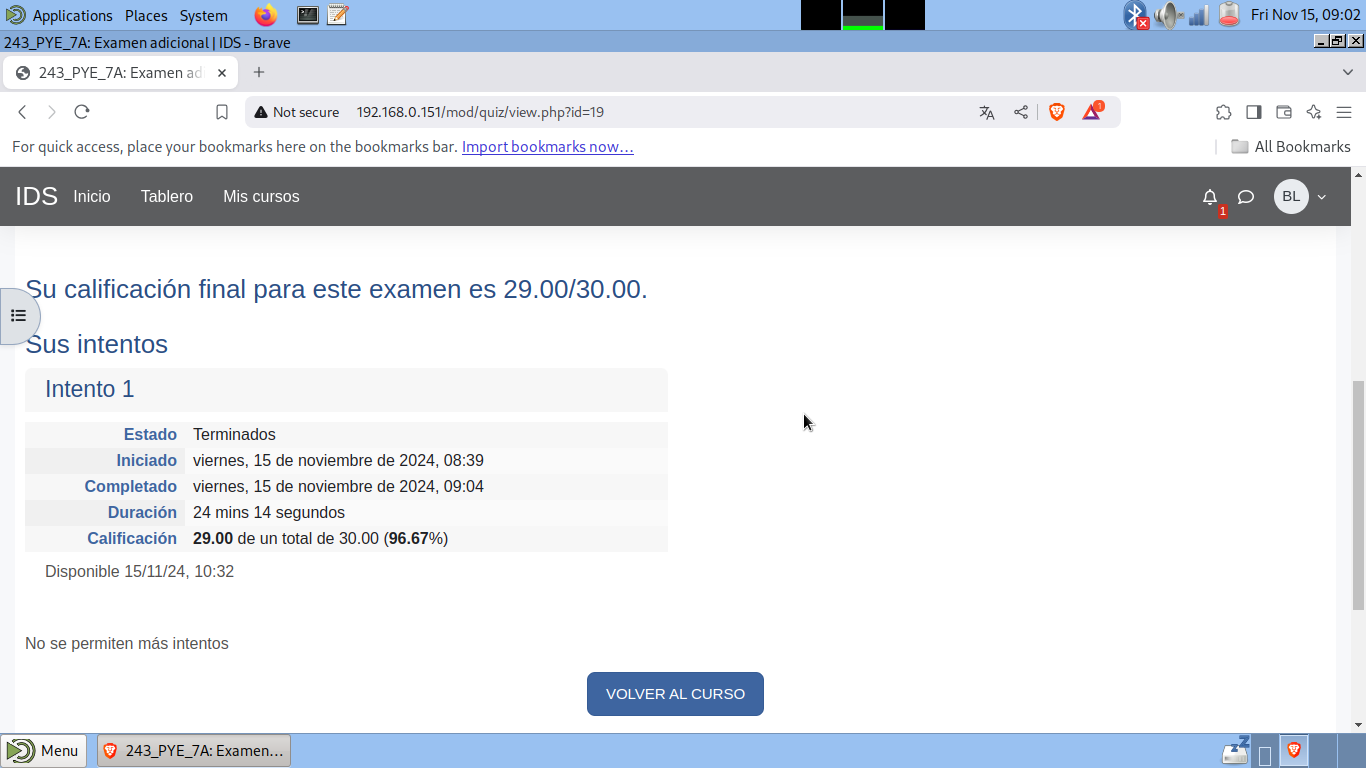 Applications Places System Fri Nov 15, 09:02
243_PYE_7A: Examen adicional | IDS - Brave
243_PYE_7A: Examen ad
Not secure 192.168.0.151/mod/quiz/view.php?id=19 1
For quick access, place your bookmarks here on the bookmarks bar. Import bookmarks now… All Bookmarks
IDS Inicio Tablero Mis cursos 1 BL
Su calificación final para este examen es 29.00/30.00.
Sus intentos
Intento 1
Estado Terminados
Iniciado viernes, 15 de noviembre de 2024, 08:39
Completado viernes, 15 de noviembre de 2024, 09:04
Duración 24 mins 14 segundos
Calificación 29.00 de un total de 30.00 (96.67%)
Disponible 15/11/24, 10:32
No se permiten más intentos
VOLVER AL CURSO
Menu 243_PYE_7A: Examen…